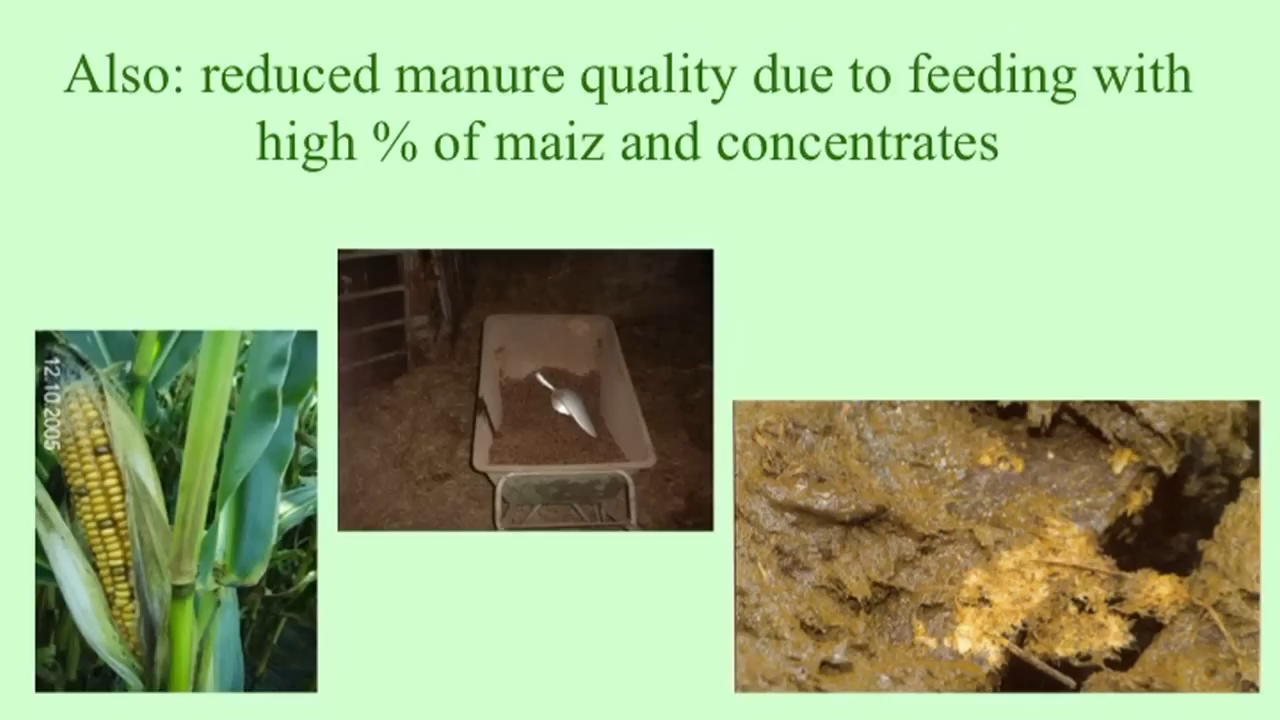 Also: reduced manure quality due to feeding with
high % of maiz and concentrates
12.10.2005